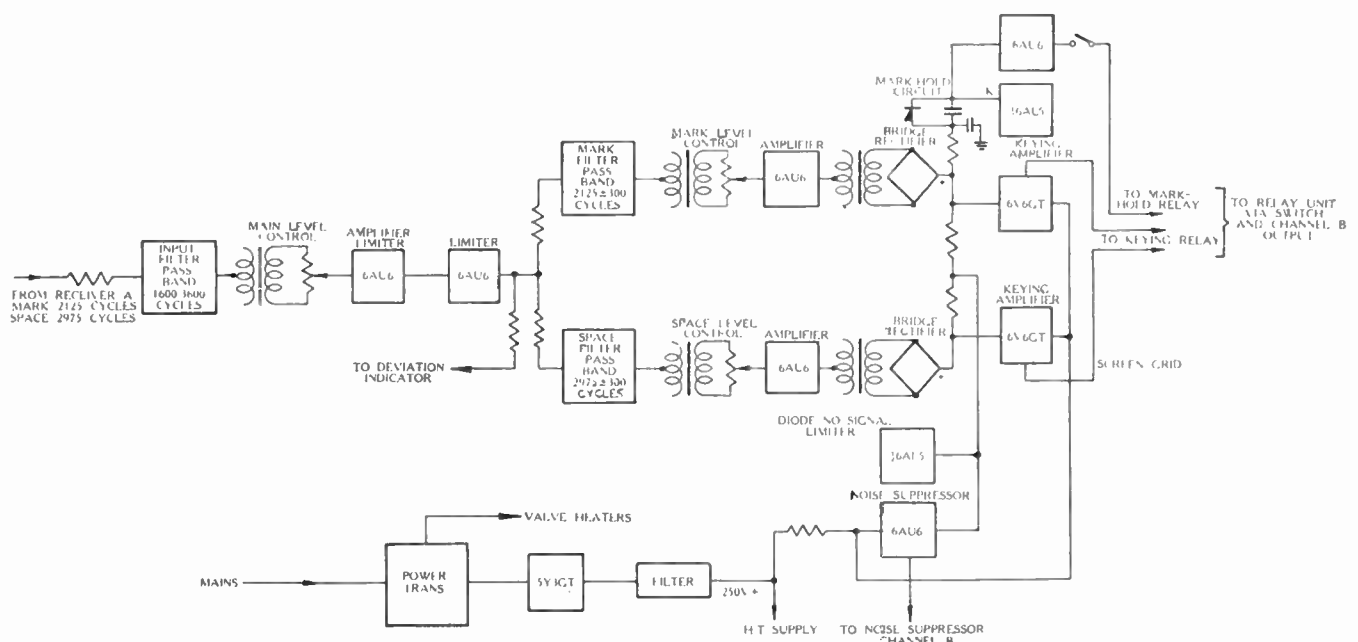 6AU6
MARK-HOLD
CIRCUIT
K
½6AL5
BRIDGE
RECTIFIER
MARK LEVEL
CONTROL
AMPLIFIER
6AU6
KEYING
AMPLIFIER
6V6GT
MARK
FILTER
PASS
BAND
2125±300
CYCLES
TO MARK-
HOLD RELAY
TO KEYING RELAY
TO RELAY UNIT
VIA SWITCH
AND CHANNEL B
OUTPUT
MAIN LEVEL
CONTROL
AMPLIFIER
LIMITER
6AU6
LIMITER
6AU6
INPUT
FILTER
PASS
BAND
1600-3600
CYCLES
FROM RECEIVER A
MARK 2125 CYCLES
SPACE 2975 CYCLES
TO DEVIATION
INDICATOR
SPACE
FILTER
PASS
BAND
2975±300
CYCLES
SPACE LEVEL
CONTROL
AMPLIFIER
6AU6
BRIDGE
RECTIFIER
KEYING
AMPLIFIER
6V6GT
SCREEN GRID
DIODE NO SIGNAL
LIMITER
½6AL5
NOISE SUPPRESSOR
6AU6
VALVE HEATERS
MAINS
POWER
TRANS
5Y3GT
FILTER
250V +
H T SUPPLY
TO NOISE SUPPRESSOR
CHANNEL B